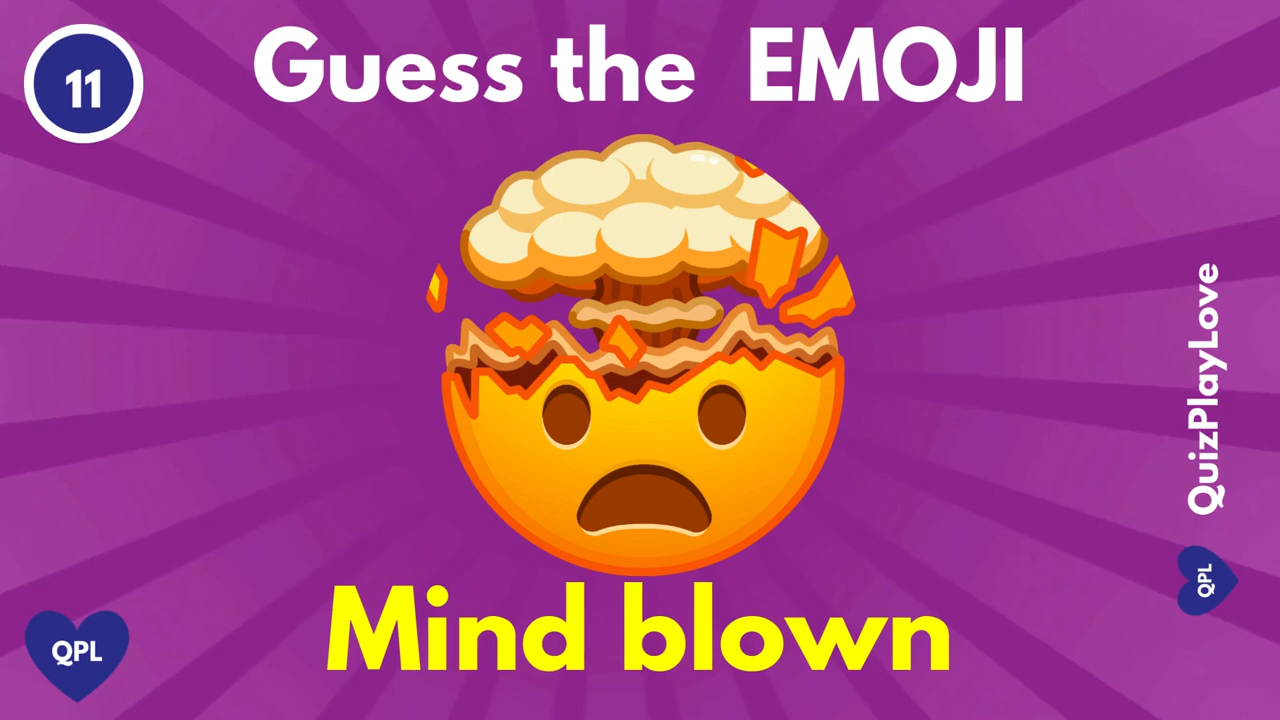 11
Guess the EMOJI
QuizPlayLove
QPL
Mind blown
QPL